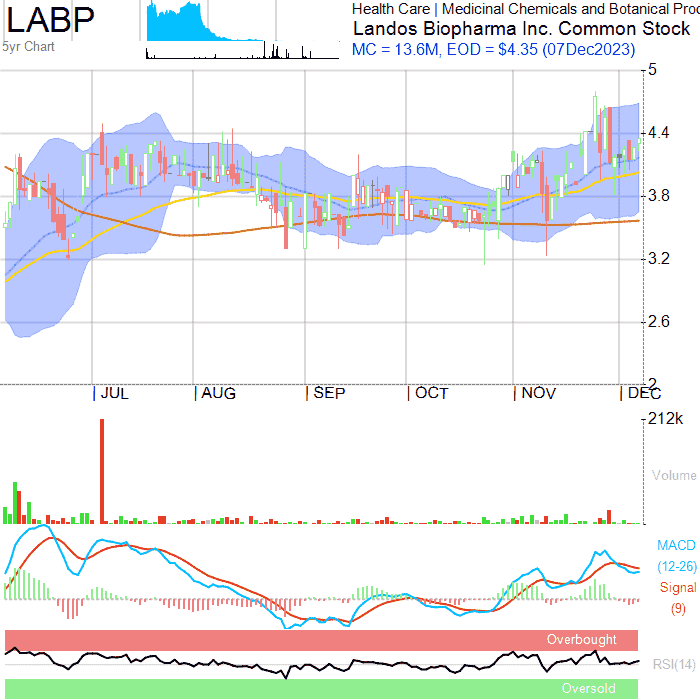 LABP
5yr Chart
Health Care | Medicinal Chemicals and Botanical Prod
Landos Biopharma Inc. Common Stock
MC = 13.6M, EOD = $4.35 (07Dec2023)
5
4.4
3.8
3.2
2.6
2
JUL AUG SEP OCT NOV DEC
212k
Volume
MACD
(12-26)
Signal
(9)
Overbought
RSI(14)
Oversold